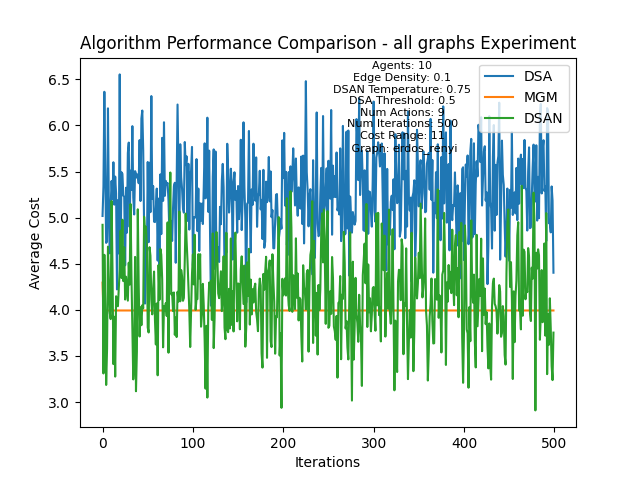 Algorithm Performance Comparison - all graphs Experiment
Agents: 10
Edge Density: 0.1
DSAN Temperature: 0.75
DSA Threshold: 0.5
Num Actions: 9
Num Iterations: 500
Cost Range: 11
Graph: erdos_renyi
DSA
MGM
DSAN
6.5
6.0
5.5
5.0
4.5
4.0
3.5
3.0
Average Cost
0
100
200
300
400
500
Iterations